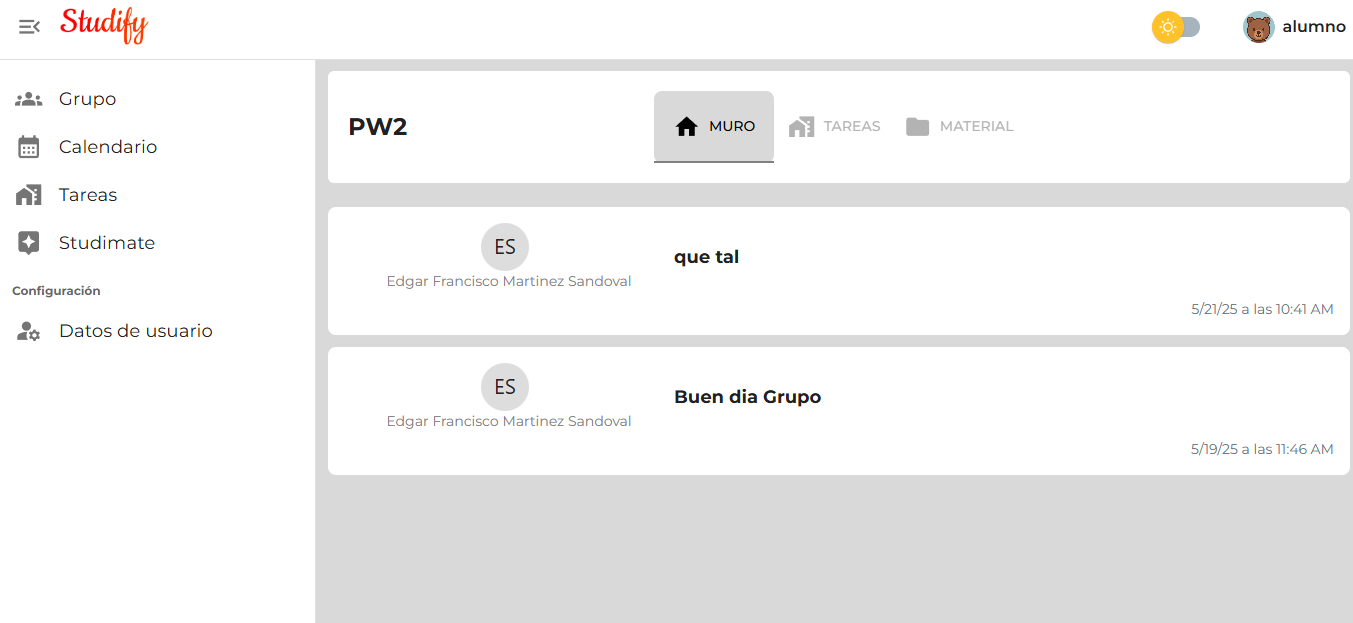 Studify
alumno
Grupo
Calendario
Tareas
Studimate
Configuración
Datos de usuario
PW2
MURO
TAREAS
MATERIAL
ES
Edgar Francisco Martinez Sandoval
que tal
5/21/25 a las 10:41 AM
ES
Edgar Francisco Martinez Sandoval
Buen dia Grupo
5/19/25 a las 11:46 AM